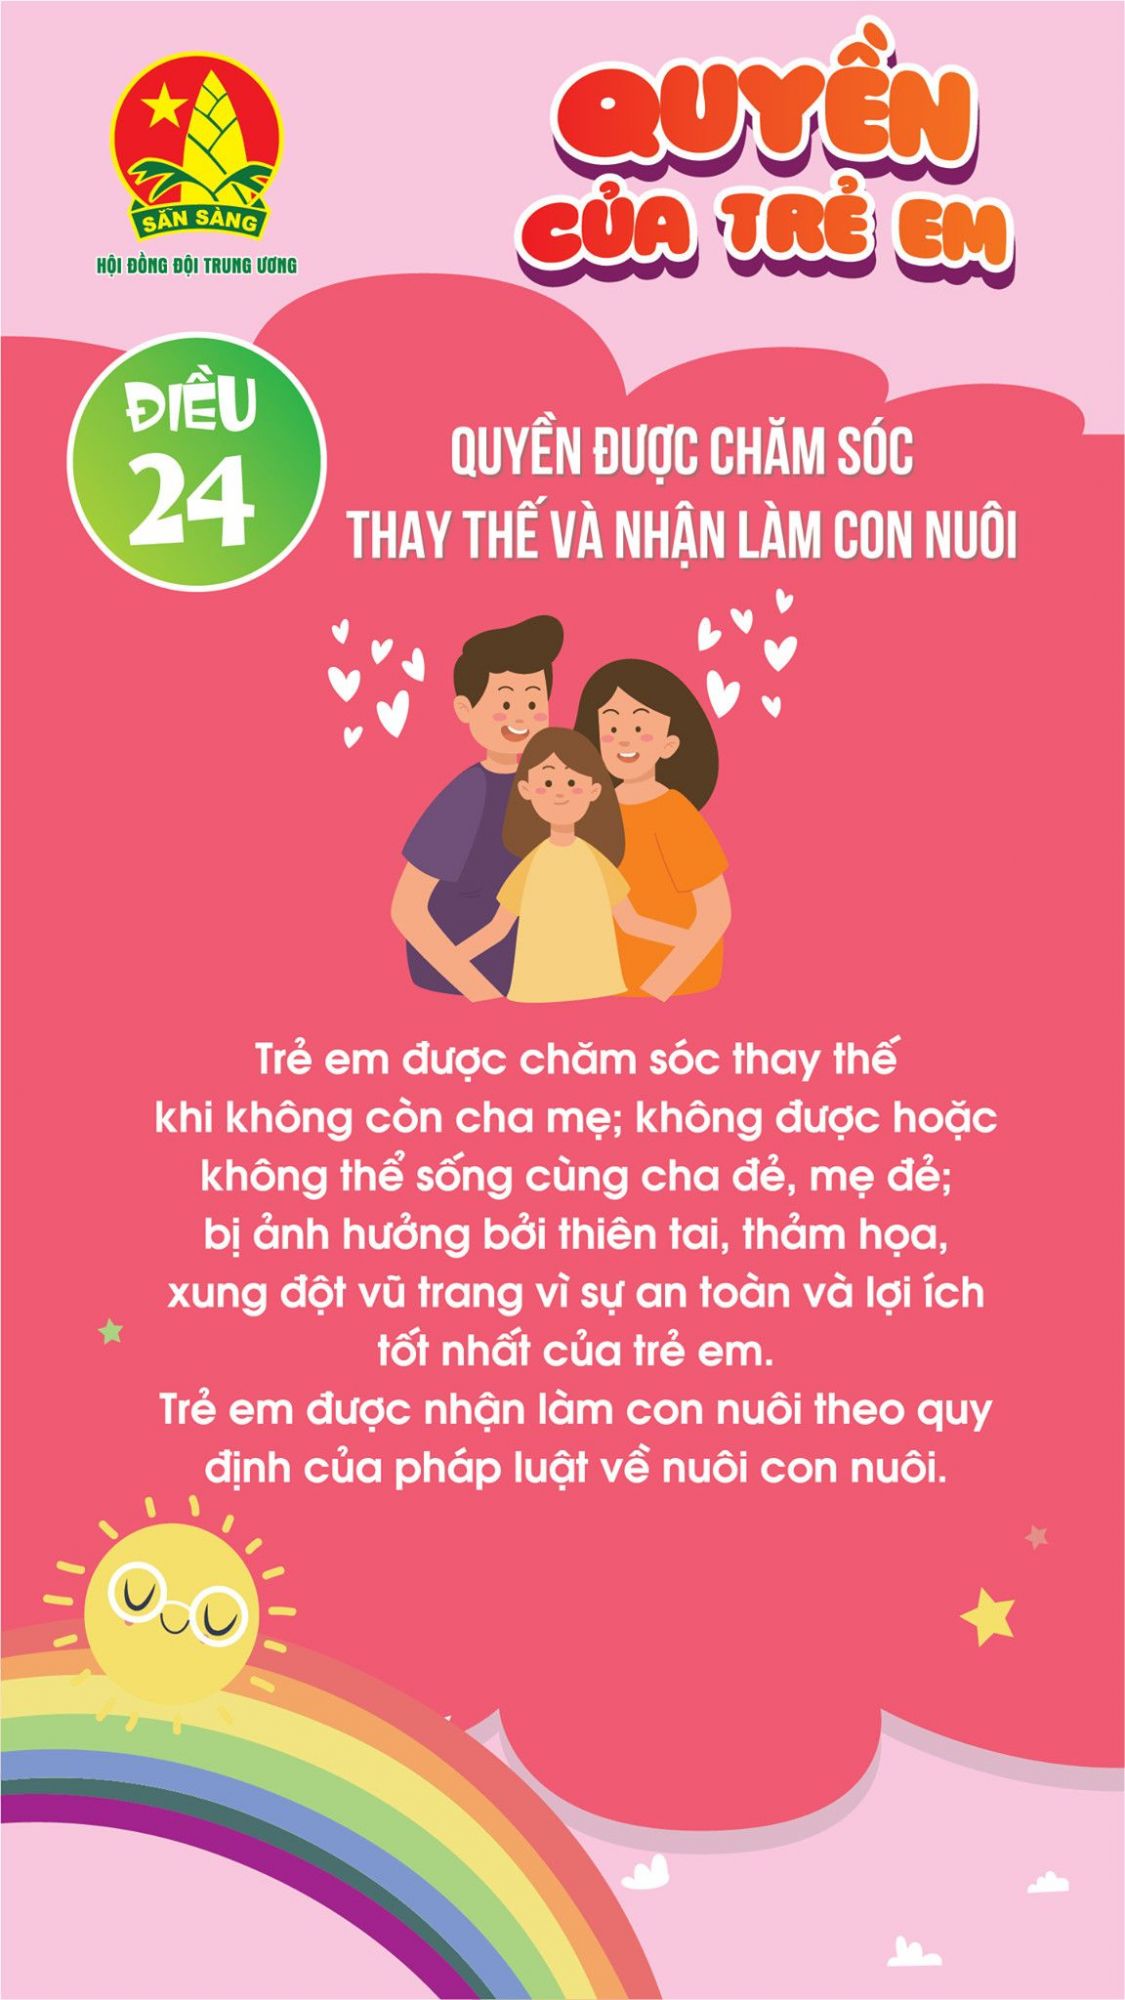 SẴN SÀNG
HỘI ĐỒNG ĐỘI TRUNG ƯƠNG
QUYỀN
CỦA TRẺ EM
ĐIỀU
24
QUYỀN ĐƯỢC CHĂM SÓC
THAY THẾ VÀ NHẬN LÀM CON NUÔI
Trẻ em được chăm sóc thay thế
khi không còn cha mẹ; không được hoặc
không thể sống cùng cha đẻ, mẹ đẻ;
bị ảnh hưởng bởi thiên tai, thảm họa,
xung đột vũ trang vì sự an toàn và lợi ích
tốt nhất của trẻ em.
Trẻ em được nhận làm con nuôi theo quy
định của pháp luật về nuôi con nuôi.